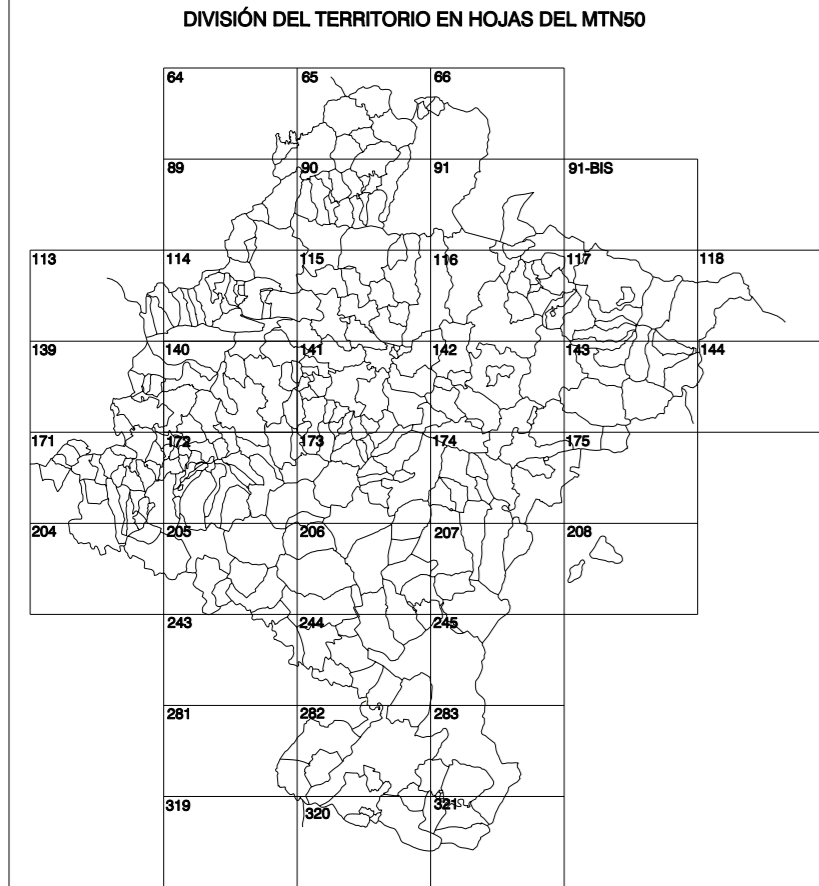 DIVISIÓN DEL TERRITORIO EN HOJAS DEL MTN50
64 65 66
89 90 91 91-BIS
113 114 115 116 117 118
139 140 141 142 143 144
171 172 173 174 175
204 205 206 207 208
243 244 245
281 282 283
319 320 321